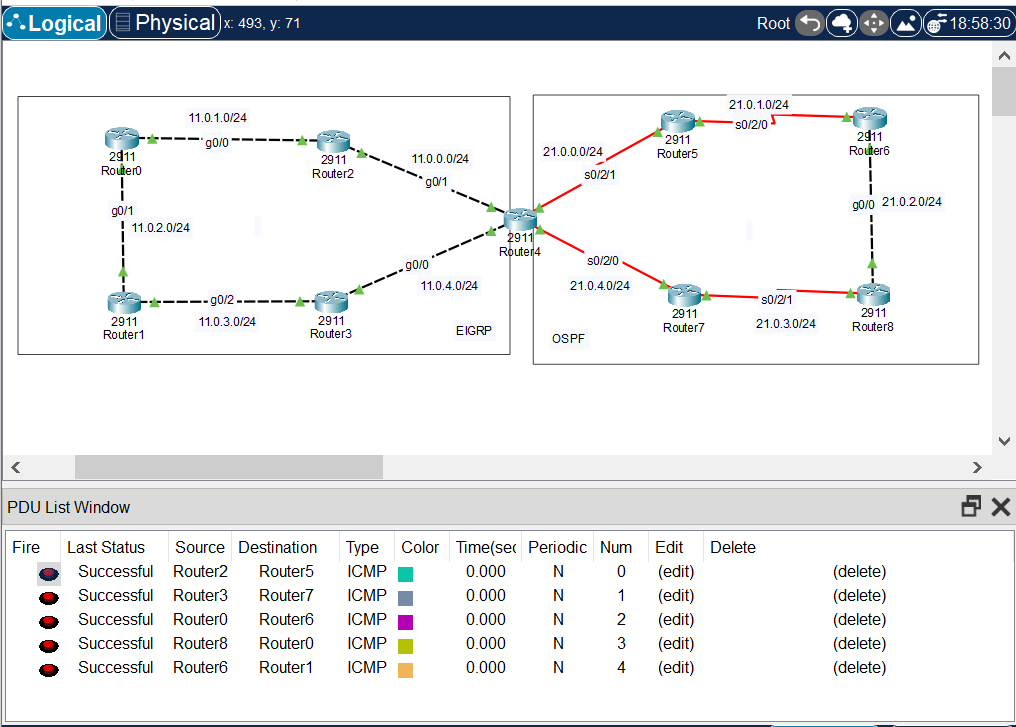 Logical Physical x: 493, y: 71 Root 18:58:30
11.0.1.0/24
g0/0
2911
Router0
2911
Router2
11.0.0.0/24
g0/1
g0/1
11.0.2.0/24
2911
Router4
g0/0
11.0.4.0/24
g0/2
11.0.3.0/24
2911
Router1
2911
Router3
EIGRP
21.0.1.0/24
s0/2/0
2911
Router5
2911
Router6
21.0.0.0/24
s0/2/1
g0/0
21.0.2.0/24
s0/2/0
21.0.4.0/24
s0/2/1
21.0.3.0/24
2911
Router7
2911
Router8
OSPF
PDU List Window
Fire Last Status Source Destination Type Color Time(sec Periodic Num Edit Delete
Successful Router2 Router5 ICMP 0.000 N 0 (edit) (delete)
Successful Router3 Router7 ICMP 0.000 N 1 (edit) (delete)
Successful Router0 Router6 ICMP 0.000 N 2 (edit) (delete)
Successful Router8 Router0 ICMP 0.000 N 3 (edit) (delete)
Successful Router6 Router1 ICMP 0.000 N 4 (edit) (delete)